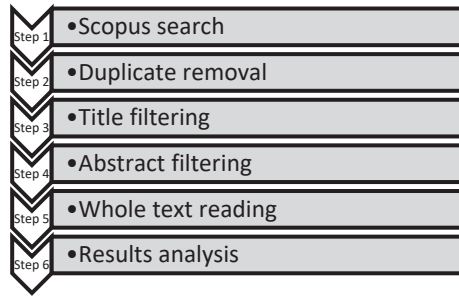 Step 1 •Scopus search
Step 2 •Duplicate removal
Step 3 •Title filtering
Step 4 •Abstract filtering
Step 5 •Whole text reading
Step 6 •Results analysis